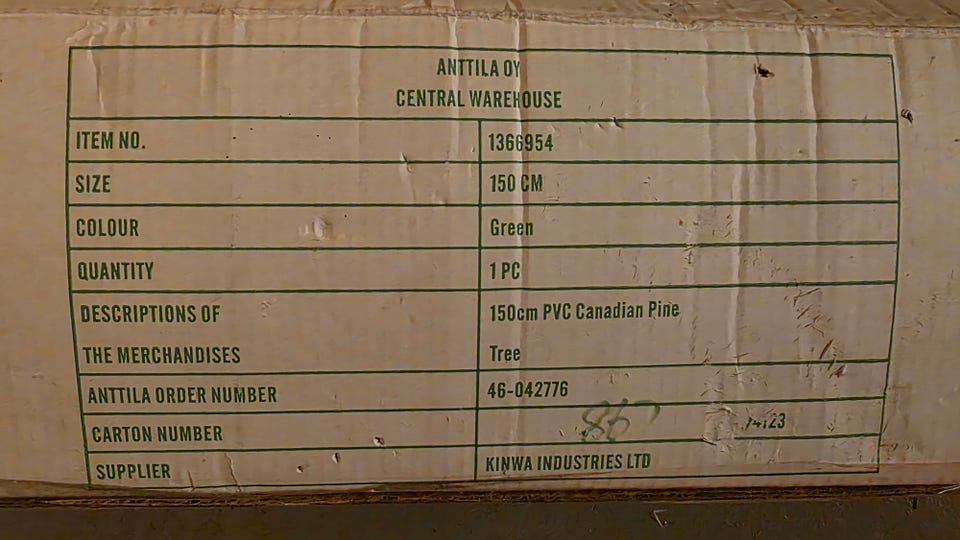 ANTTILA OY
CENTRAL WAREHOUSE
ITEM NO. 1366954
SIZE 150 CM
COLOUR Green
QUANTITY 1 PC
DESCRIPTIONS OF 150cm PVC Canadian Pine
THE MERCHANDISES Tree
ANTTILA ORDER NUMBER 46-042776
CARTON NUMBER
SUPPLIER KINWA INDUSTRIES LTD